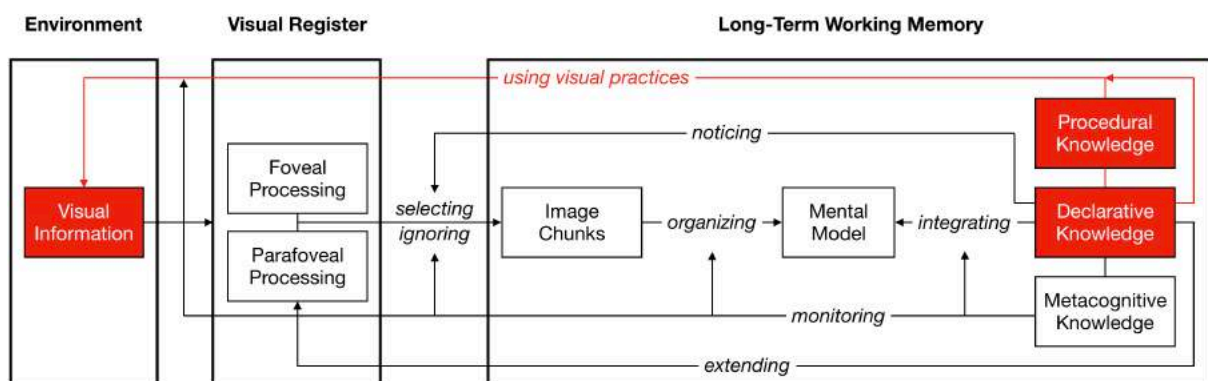 Environment
Visual Register
Long-Term Working Memory
using visual practices
Procedural
Knowledge
noticing
Foveal
Processing
Visual
Information
selecting
ignoring
Image
Chunks
organizing
Mental
Model
integrating
Declarative
Knowledge
Parafoveal
Processing
monitoring
Metacognitive
Knowledge
extending